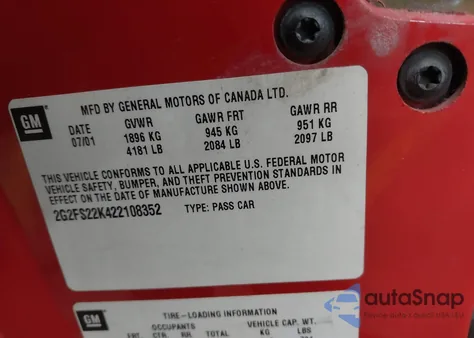 GM
MFD BY GENERAL MOTORS OF CANADA LTD.
DATE GVWR GAWR FRT GAWR RR
07/01 1896 KG 945 KG 951 KG
4181 LB 2084 LB 2097 LB
THIS VEHICLE CONFORMS TO ALL APPLICABLE U.S. FEDERAL MOTOR
VEHICLE SAFETY, BUMPER, AND THEFT PREVENTION STANDARDS IN
EFFECT ON THE DATE OF MANUFACTURE SHOWN ABOVE.
2G2FS22K422108352 TYPE: PASS CAR
GM
TIRE-LOADING INFORMATION
OCCUPANTS VEHICLE CAP. WT.
FRT CTR. RR. TOTAL KG LBS
autoSnap